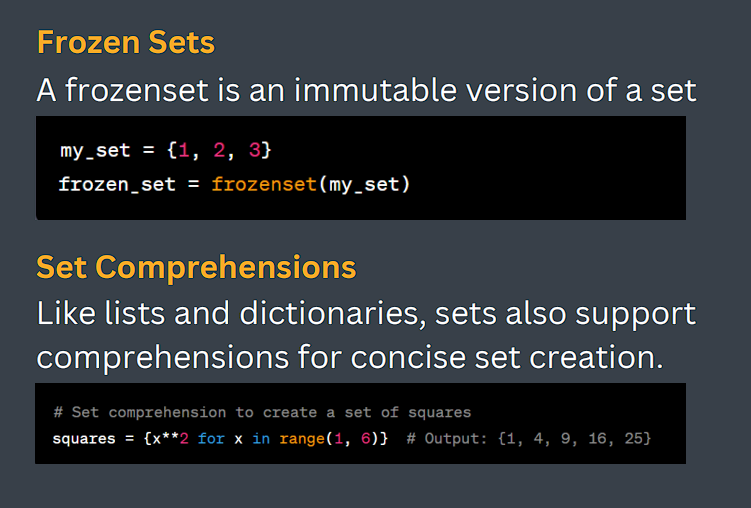 Frozen Sets
A frozenset is an immutable version of a set
my_set = {1, 2, 3}
frozen_set = frozenset(my_set)
Set Comprehensions
Like lists and dictionaries, sets also support
comprehensions for concise set creation.
# Set comprehension to create a set of squares
squares = {x**2 for x in range(1, 6)}  # Output: {1, 4, 9, 16, 25}